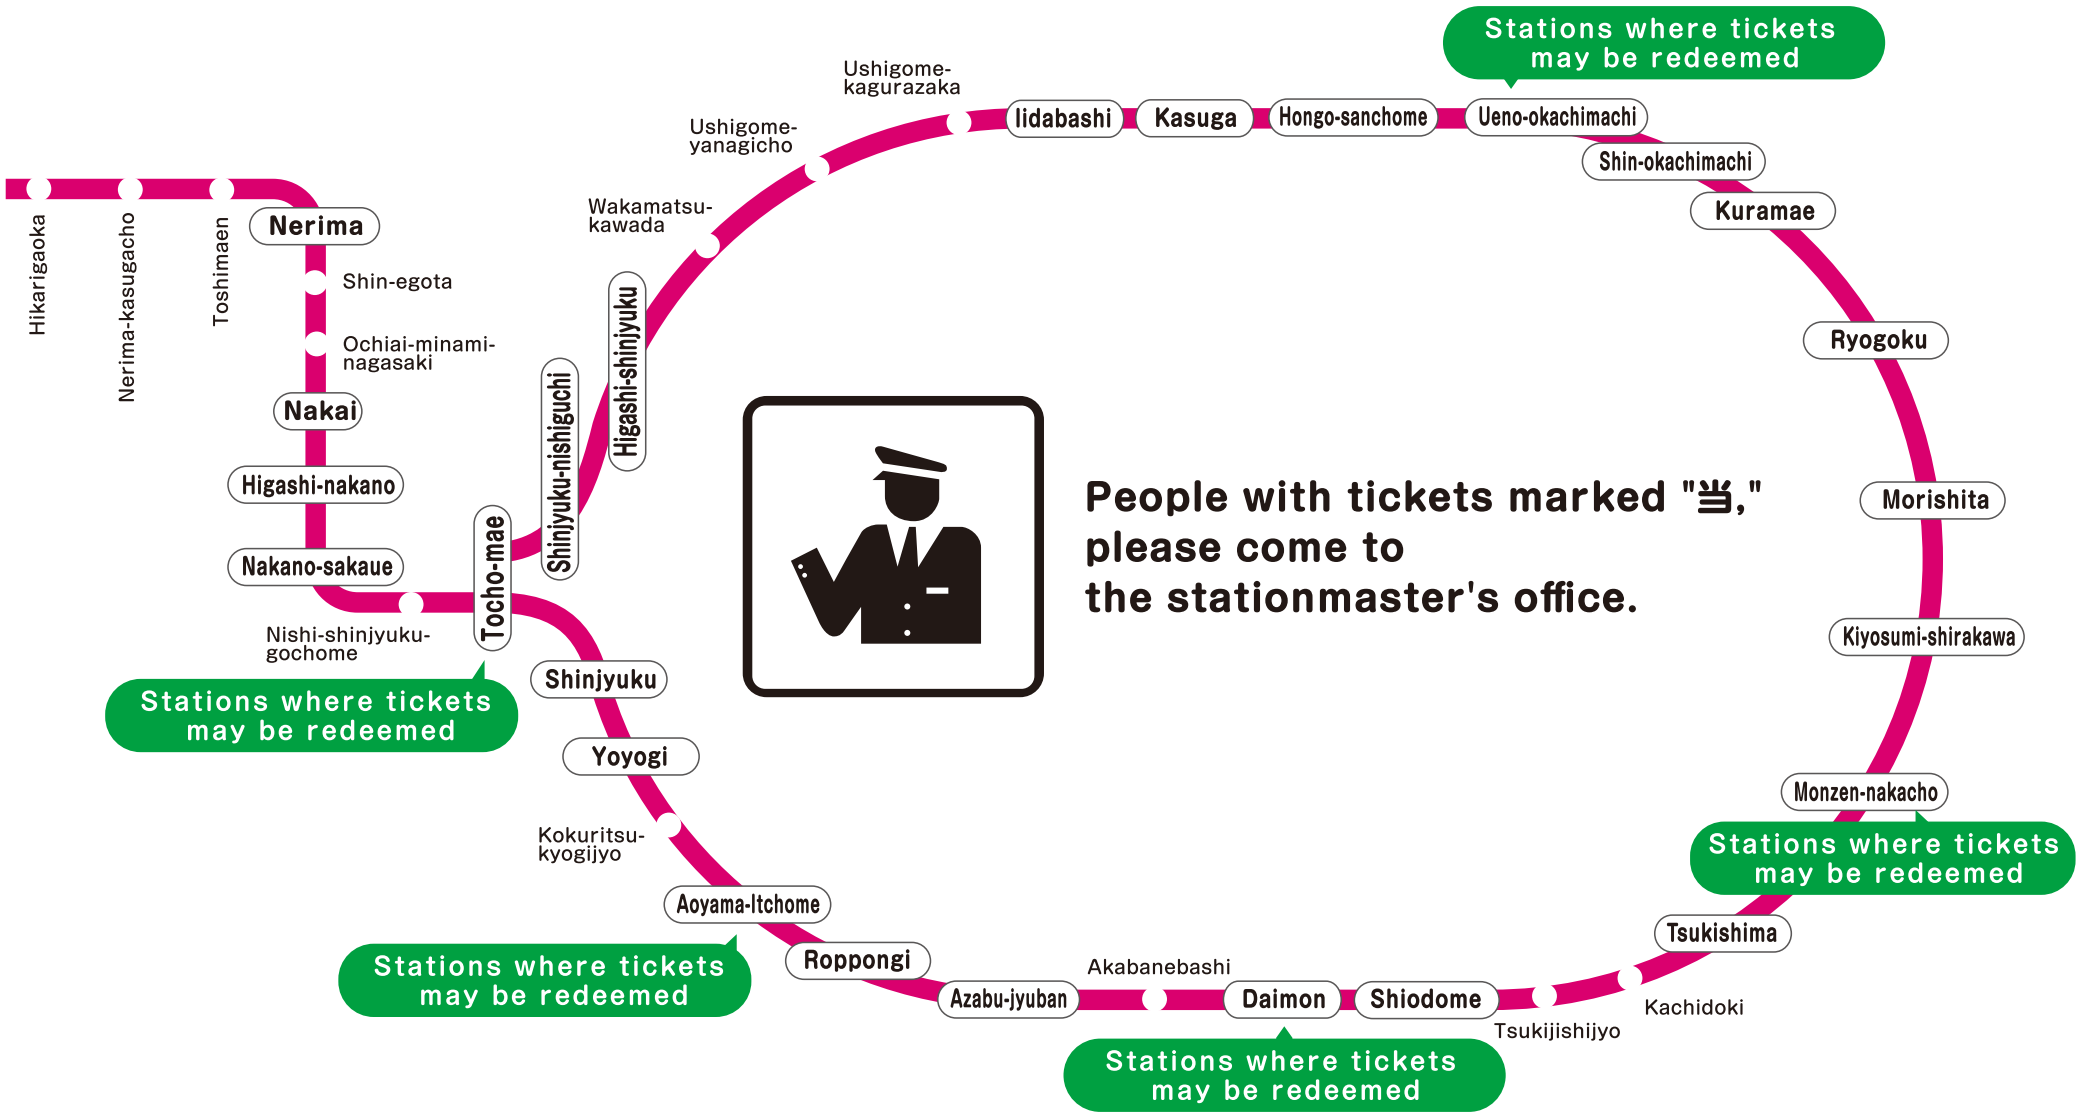 Stations where tickets
may be redeemed
Ushigome-
kagurazaka
Iidabashi
Kasuga
Hongo-sanchome
Ueno-okachimachi
Ushigome-
yanagicho
Shin-okachimachi
Wakamatsu-
kawada
Kuramae
Hikarigaoka
Nerima-kasugacho
Toshimaen
Nerima
Shin-egota
Ochiai-minami-
nagasaki
Nakai
Higashi-nakano
Nakano-sakaue
Nishi-shinjyuku-
gochome
Tocho-mae
Shinjyuku-nishiguchi
Higashi-shinjyuku
Ryogoku
Morishita
People with tickets marked "当,"
please come to
the stationmaster's office.
Kiyosumi-shirakawa
Stations where tickets
may be redeemed
Shinjyuku
Yoyogi
Monzen-nakacho
Stations where tickets
may be redeemed
Kokuritsu-
kyogijyo
Aoyama-Itchome
Tsukishima
Stations where tickets
may be redeemed
Roppongi
Azabu-jyuban
Akabanebashi
Daimon
Shiodome
Tsukijishijyo
Kachidoki
Stations where tickets
may be redeemed